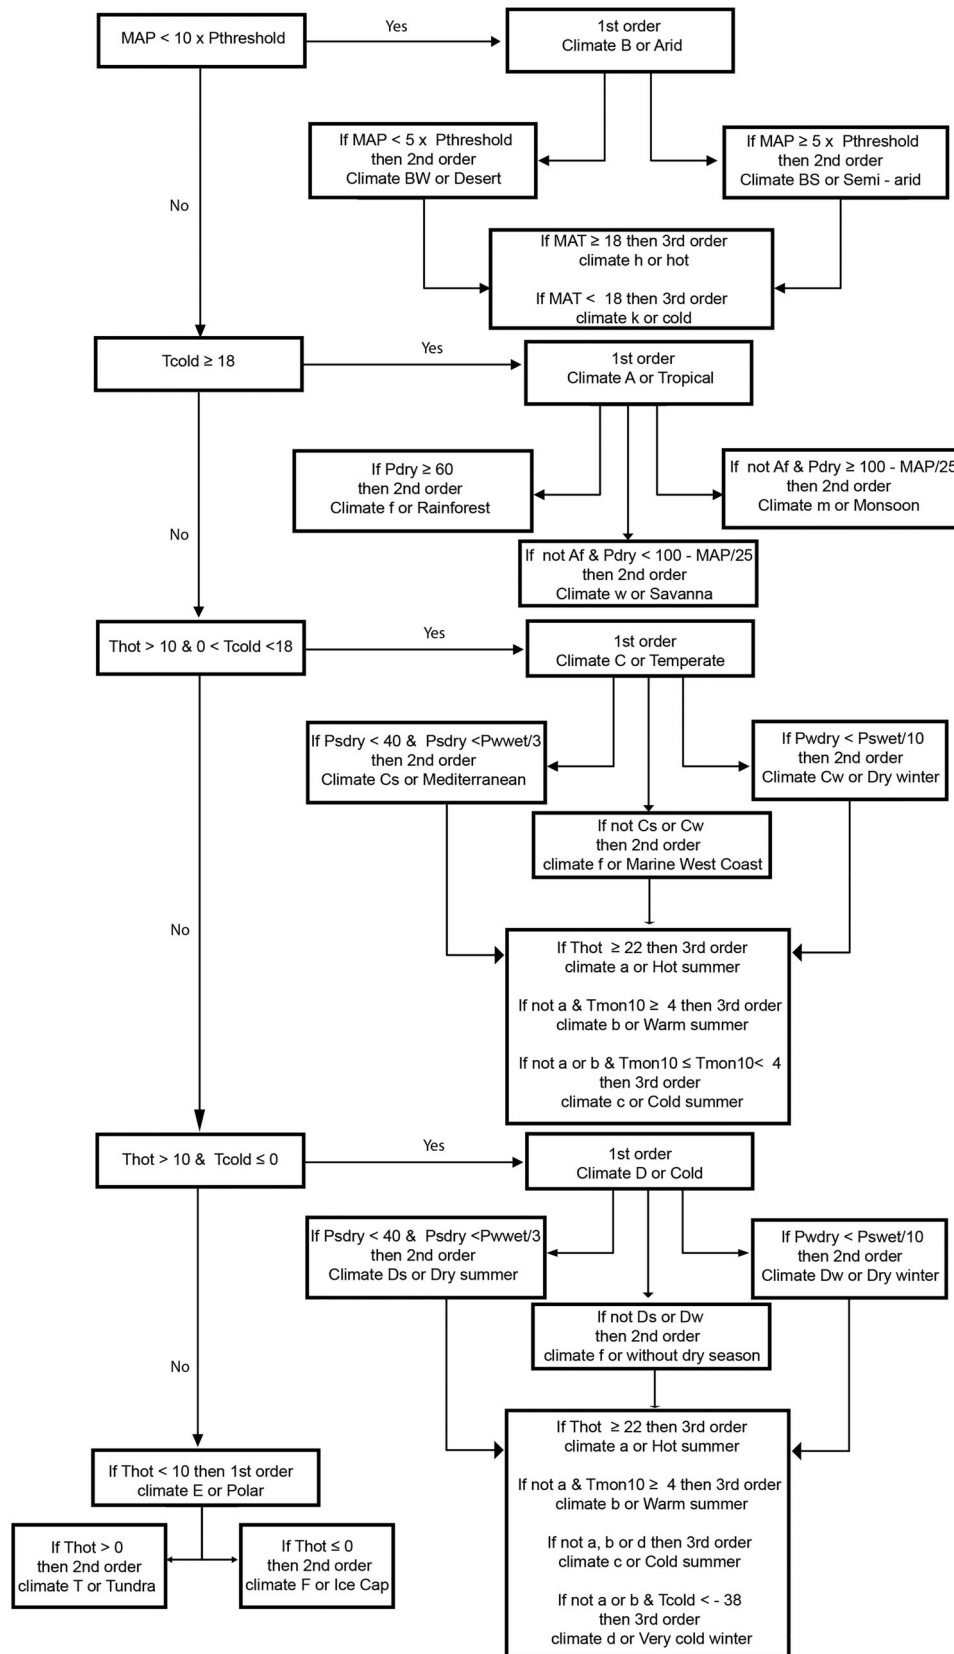 MAP < 10 x Pthreshold
Yes
1st order
Climate B or Arid
If MAP < 5 x Pthreshold
then 2nd order
Climate BW or Desert
If MAP ≥ 5 x Pthreshold
then 2nd order
Climate BS or Semi - arid
No
If MAT ≥ 18 then 3rd order
climate h or hot
If MAT < 18 then 3rd order
climate k or cold
Tcold ≥ 18
Yes
1st order
Climate A or Tropical
If Pdry ≥ 60
then 2nd order
Climate f or Rainforest
If not Af & Pdry ≥ 100 - MAP/25
then 2nd order
Climate m or Monsoon
No
If not Af & Pdry < 100 - MAP/25
then 2nd order
Climate w or Savanna
Thot > 10 & 0 < Tcold <18
Yes
1st order
Climate C or Temperate
If Psdry < 40 & Psdry <Pwwet/3
then 2nd order
Climate Cs or Mediterranean
If Pwdry < Pswet/10
then 2nd order
Climate Cw or Dry winter
If not Cs or Cw
then 2nd order
climate f or Marine West Coast
No
If Thot ≥ 22 then 3rd order
climate a or Hot summer
If not a & Tmon10 ≥ 4 then 3rd order
climate b or Warm summer
If not a or b & Tmon10 ≤ Tmon10< 4
then 3rd order
climate c or Cold summer
Thot > 10 & Tcold ≤ 0
Yes
1st order
Climate D or Cold
If Psdry < 40 & Psdry <Pwwet/3
then 2nd order
Climate Ds or Dry summer
If Pwdry < Pswet/10
then 2nd order
Climate Dw or Dry winter
If not Ds or Dw
then 2nd order
climate f or without dry season
No
If Thot ≥ 22 then 3rd order
climate a or Hot summer
If not a & Tmon10 ≥ 4 then 3rd order
climate b or Warm summer
If not a, b or d then 3rd order
climate c or Cold summer
If not a or b & Tcold < - 38
then 3rd order
climate d or Very cold winter
If Thot < 10 then 1st order
climate E or Polar
If Thot > 0
then 2nd order
climate T or Tundra
If Thot ≤ 0
then 2nd order
climate F or Ice Cap